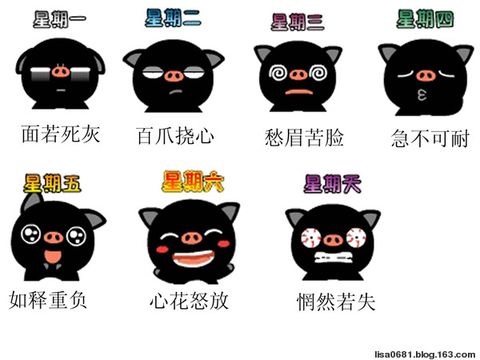 星期一
星期二
星期三
星期四
面若死灰
百爪挠心
愁眉苦脸
急不可耐
星期五
星期六
星期天
如释重负
心花怒放
惘然若失
lisa0681.blog.163.com